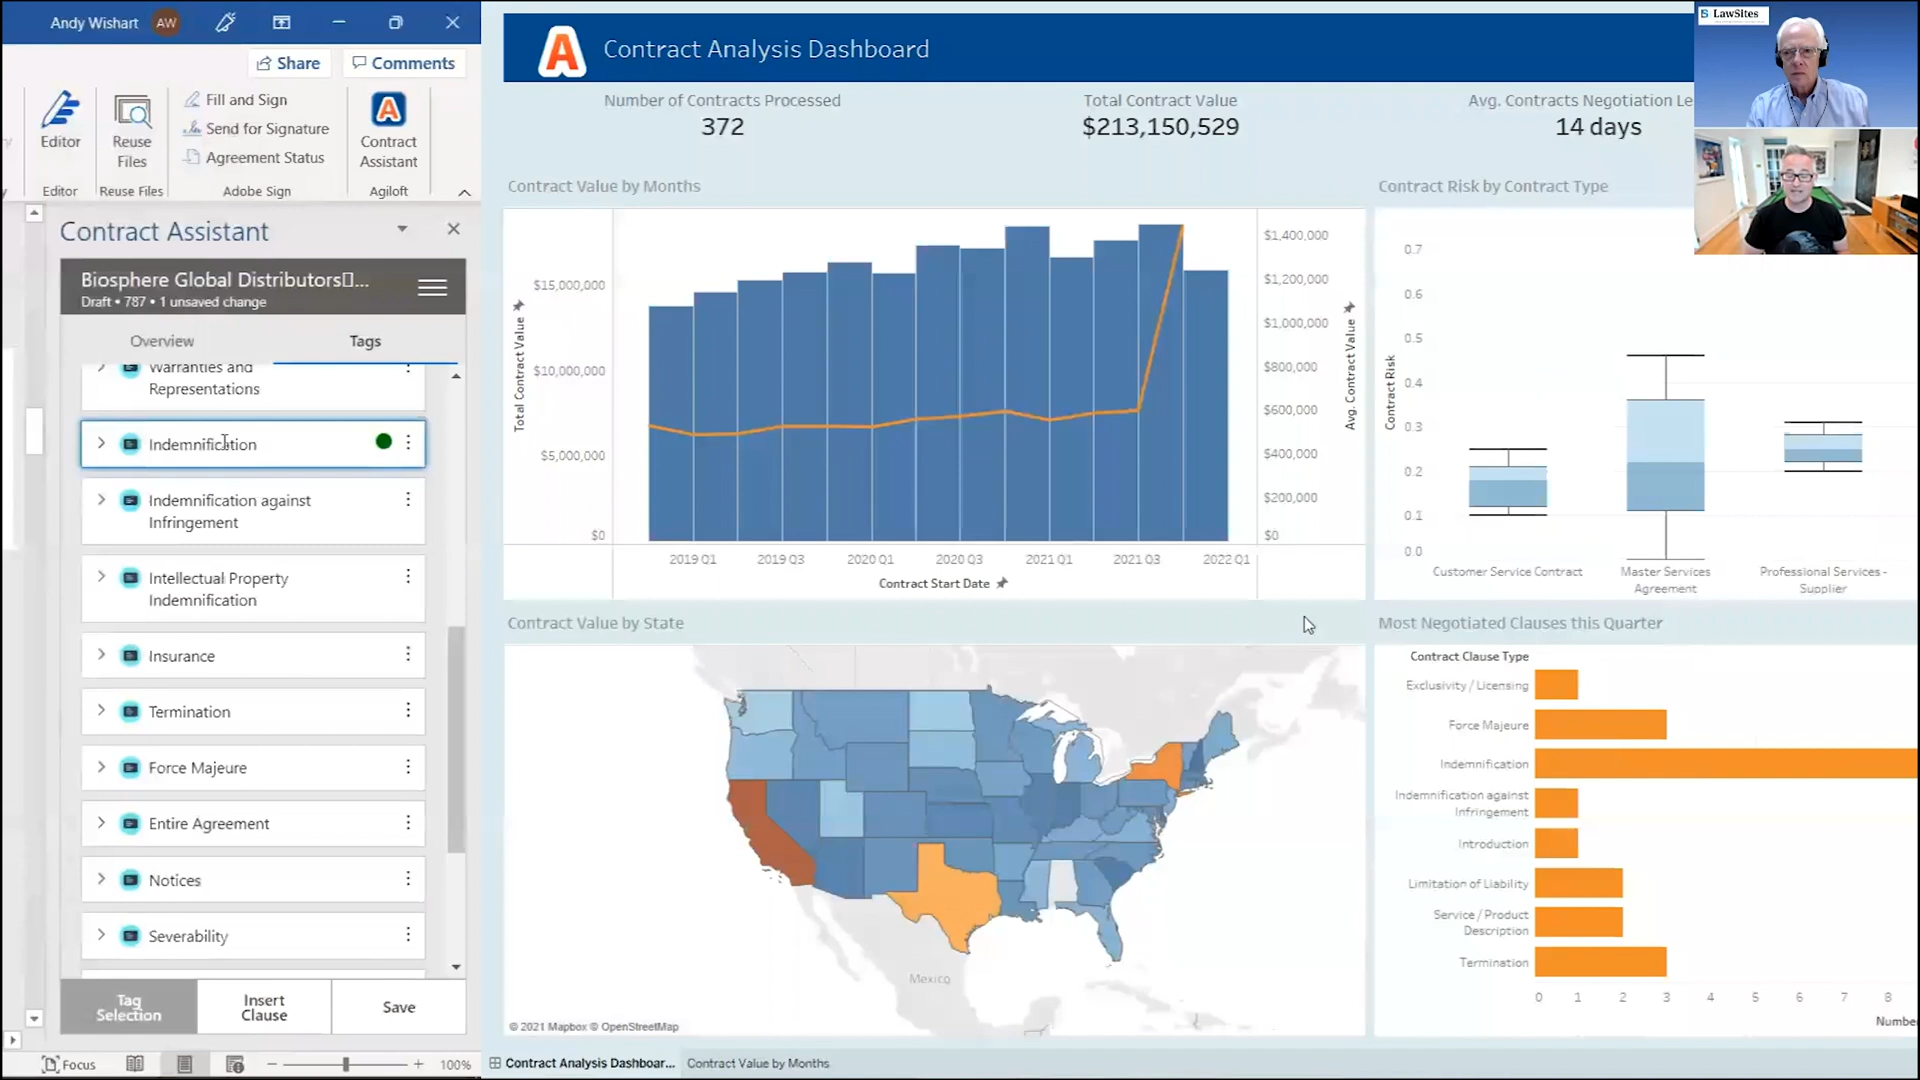 Andy Wishart AW
Share
Comments
Editor
Reuse
Files
Fill and Sign
Send for Signature
Agreement Status
Contract
Assistant
Editor
Reuse Files
Adobe Sign
Agiloft
Contract Assistant
Biosphere Global Distributors▯...
Draft • 787 • 1 unsaved change
Overview
Tags
Warranties and
Representations
Indemnification
Indemnification against
Infringement
Intellectual Property
Indemnification
Insurance
Termination
Force Majeure
Entire Agreement
Notices
Severability
Tag
Selection
Insert
Clause
Save
Focus
100%
A Contract Analysis Dashboard
LawSites
Number of Contracts Processed
372
Total Contract Value
$213,150,529
Avg. Contracts Negotiation Le
14 days
Contract Value by Months
Total Contract Value
$15,000,000
$10,000,000
$5,000,000
$0
$1,400,000
$1,200,000
$1,000,000
$800,000
$600,000
$400,000
$200,000
$0
Avg. Contract Value
2019 Q1 2019 Q3 2020 Q1 2020 Q3 2021 Q1 2021 Q3 2022 Q1
Contract Start Date
Contract Risk by Contract Type
Contract Risk
0.7
0.6
0.5
0.4
0.3
0.2
0.1
0.0
Customer Service Contract
Master Services
Agreement
Professional Services -
Supplier
Contract Value by State
Mexico
© 2021 Mapbox © OpenStreetMap
Most Negotiated Clauses this Quarter
Contract Clause Type
Exclusivity / Licensing
Force Majeure
Indemnification
Indemnification against
Infringement
Introduction
Limitation of Liability
Service / Product
Description
Termination
0 1 2 3 4 5 6 7 8
Number
Contract Analysis Dashboar...
Contract Value by Months